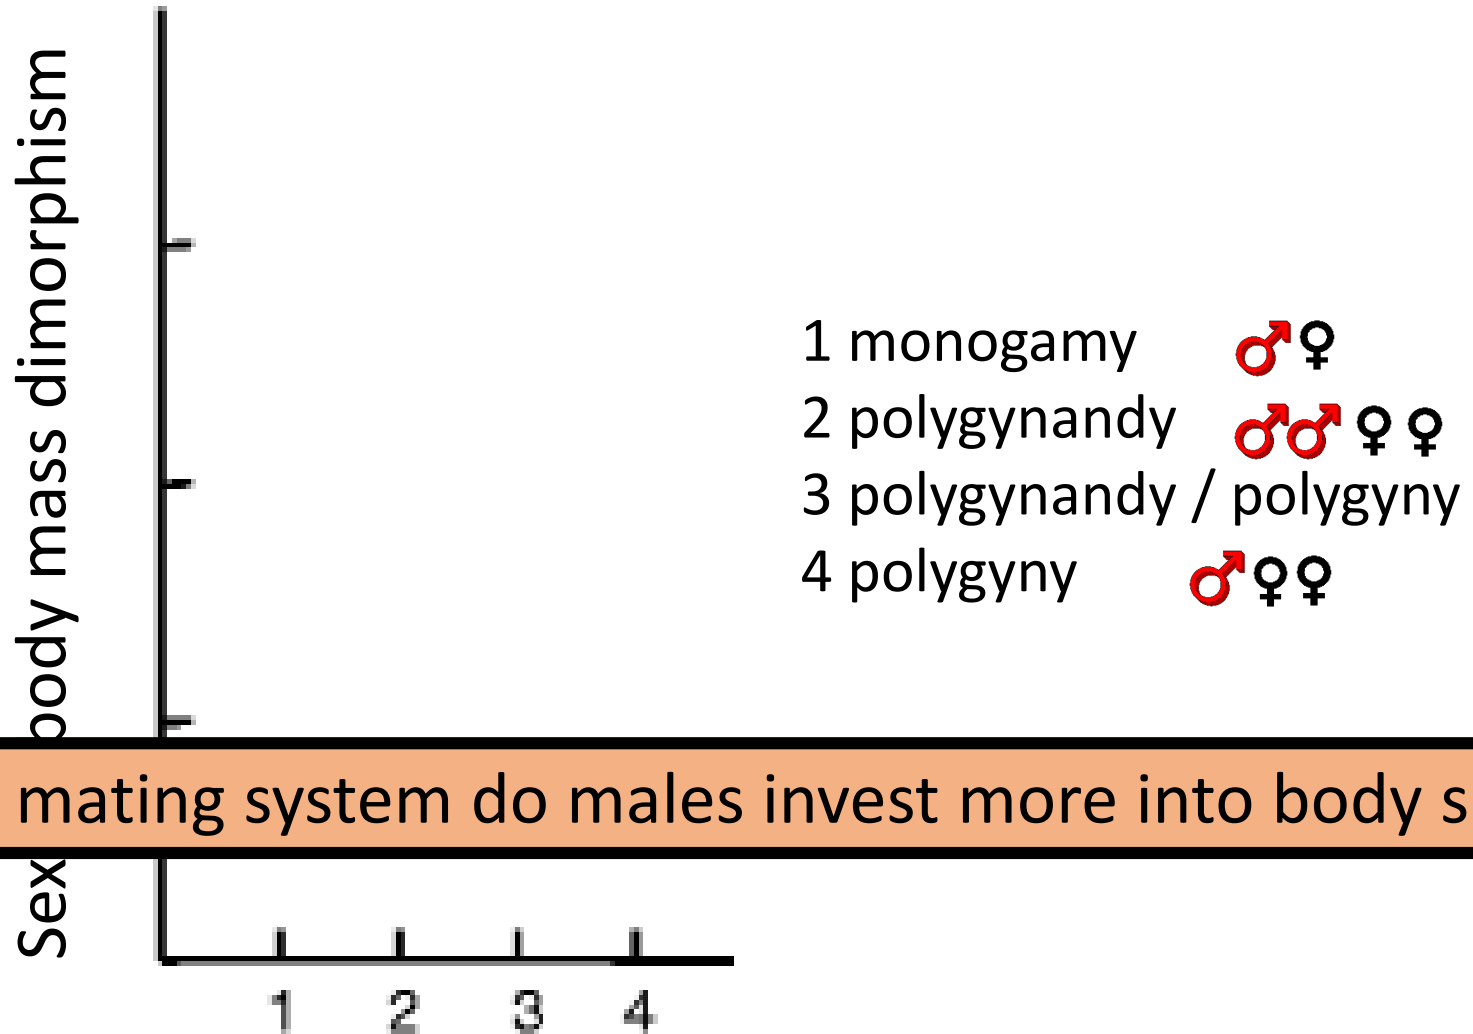 Sex body mass dimorphism
1 monogamy ♂♀
2 polygynandy ♂♂♀♀
3 polygynandy / polygyny
4 polygyny ♂♀♀
mating system do males invest more into body s
1 2 3 4